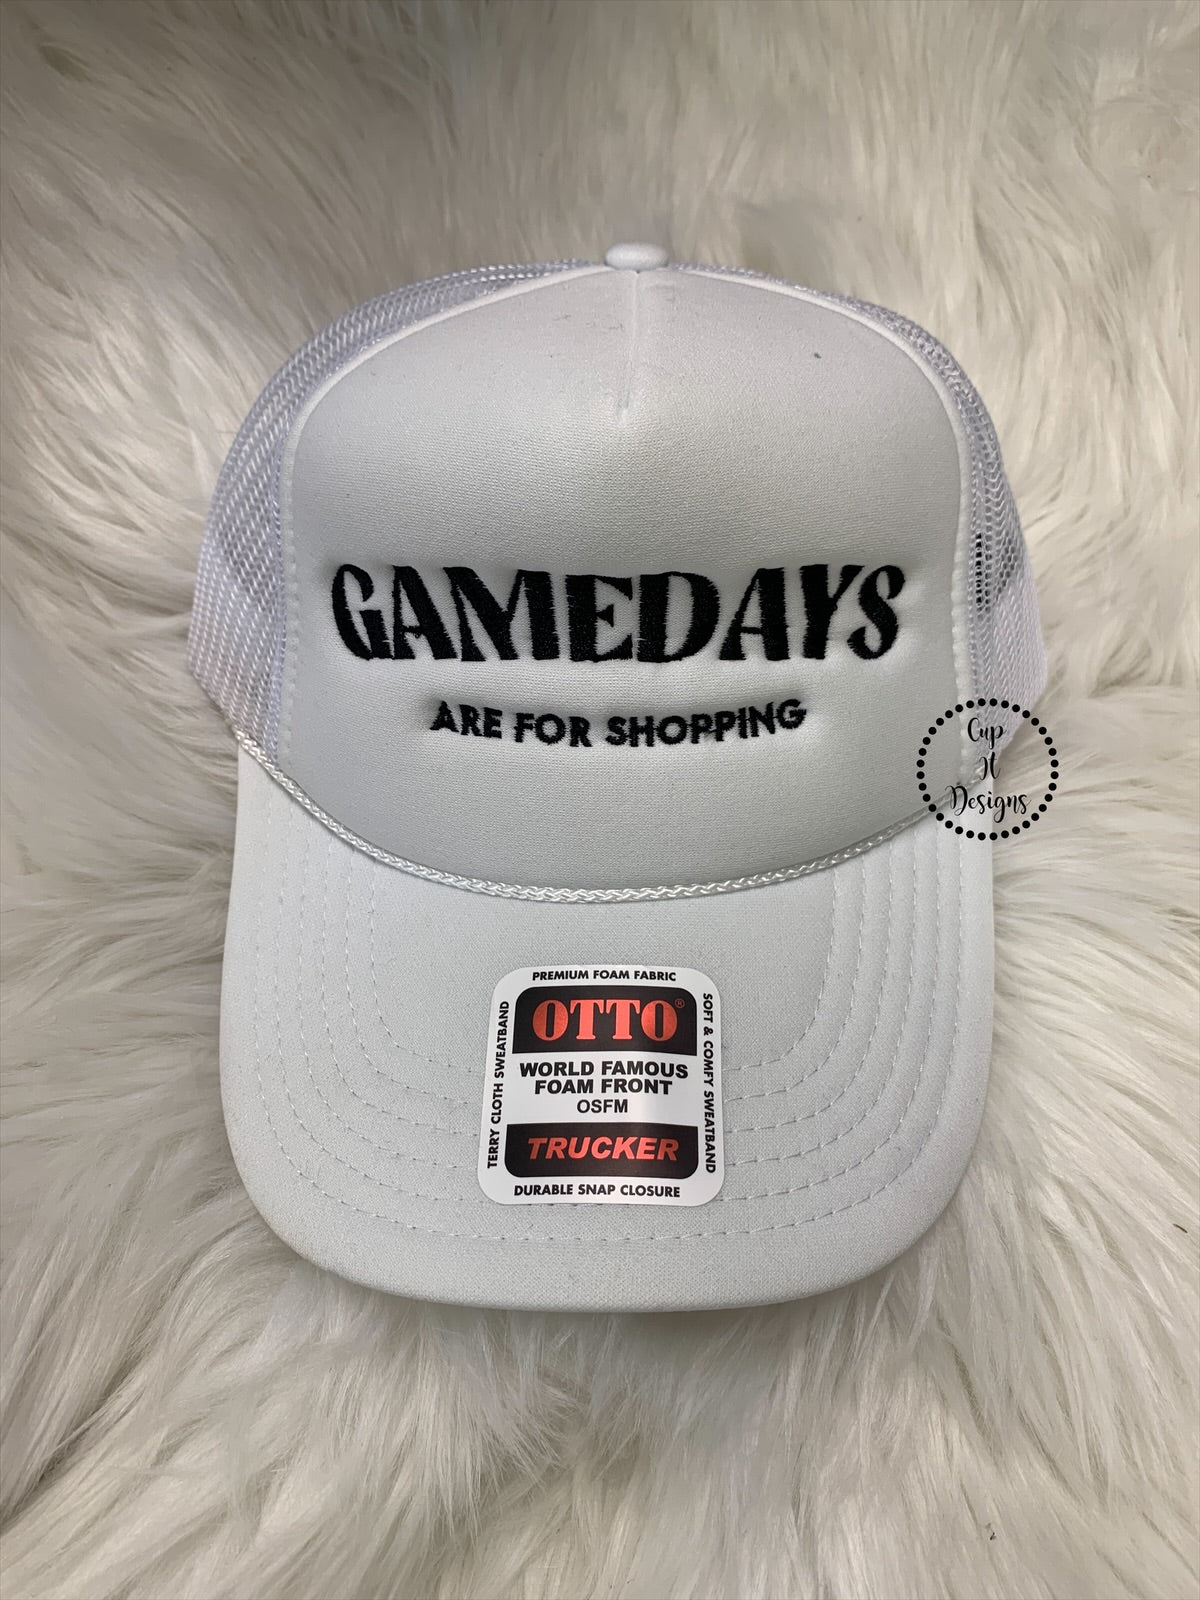 GAMEDAYS
ARE FOR SHOPPING
Cup
It
Designs
PREMIUM FOAM FABRIC
OTTO®
WORLD FAMOUS
FOAM FRONT
OSFM
TRUCKER
DURABLE SNAP CLOSURE
TERRY CLOTH SWEATBAND
SOFT & COMFY SWEATBAND